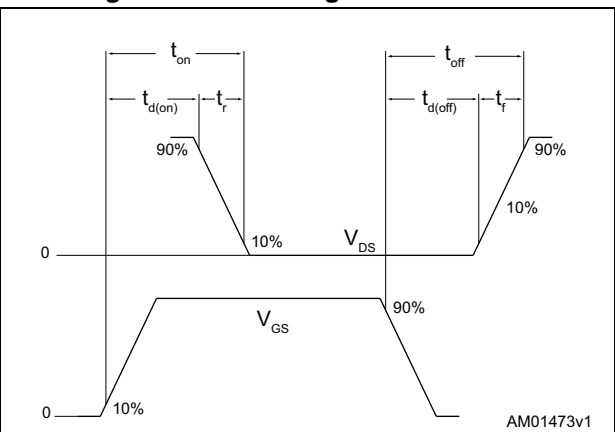 t_on t_off
t_d(on) t_r t_d(off) t_f
90% 90%
10%
10% V_DS
0
90%
V_GS
0 10%
AM01473v1